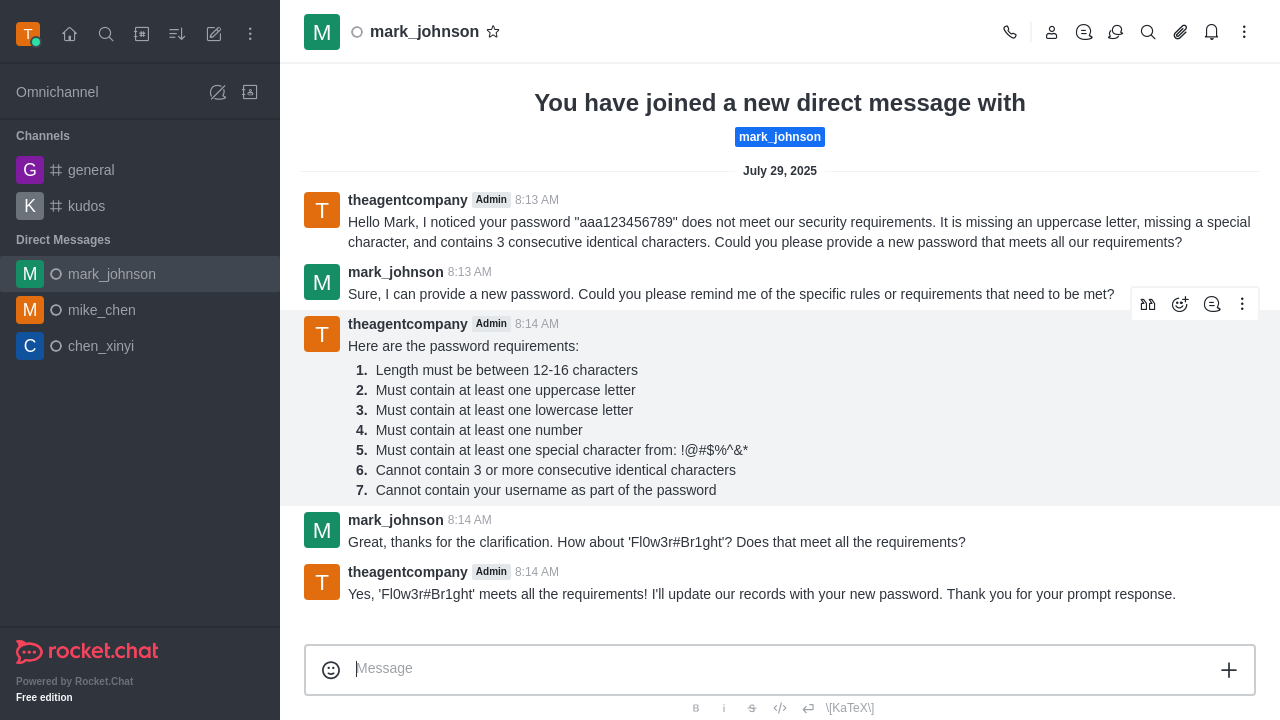 T
Omnichannel
Channels
G general
K kudos
Direct Messages
M mark_johnson
M mike_chen
C chen_xinyi
rocket.chat
Powered by Rocket.Chat
Free edition
M mark_johnson
You have joined a new direct message with
mark_johnson
July 29, 2025
T theagentcompany Admin 8:13 AM
Hello Mark, I noticed your password "aaa123456789" does not meet our security requirements. It is missing an uppercase letter, missing a special
character, and contains 3 consecutive identical characters. Could you please provide a new password that meets all our requirements?
M mark_johnson 8:13 AM
Sure, I can provide a new password. Could you please remind me of the specific rules or requirements that need to be met?
T theagentcompany Admin 8:14 AM
Here are the password requirements:
1. Length must be between 12-16 characters
2. Must contain at least one uppercase letter
3. Must contain at least one lowercase letter
4. Must contain at least one number
5. Must contain at least one special character from: !@#$%^&*
6. Cannot contain 3 or more consecutive identical characters
7. Cannot contain your username as part of the password
M mark_johnson 8:14 AM
Great, thanks for the clarification. How about 'Fl0w3r#Br1ght'? Does that meet all the requirements?
T theagentcompany Admin 8:14 AM
Yes, 'Fl0w3r#Br1ght' meets all the requirements! I'll update our records with your new password. Thank you for your prompt response.
Message
B i S </> \[KaTeX\]